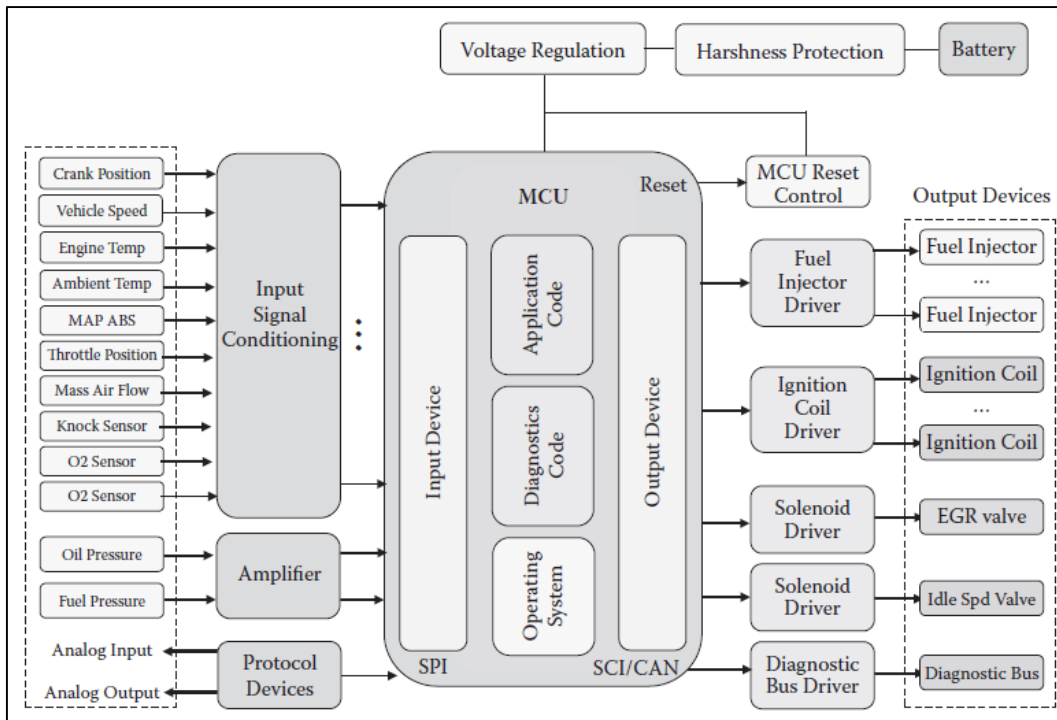 Voltage Regulation
Harshness Protection
Battery
Crank Position
Vehicle Speed
Engine Temp
Ambient Temp
MAP ABS
Throttle Position
Mass Air Flow
Knock Sensor
O2 Sensor
O2 Sensor
Oil Pressure
Fuel Pressure
Analog Input
Analog Output
Input
Signal
Conditioning
Amplifier
Protocol
Devices
MCU
Reset
Input Device
Application
Code
Diagnostics
Code
Operating
System
Output Device
SPI
SCI/CAN
MCU Reset
Control
Fuel
Injector
Driver
Ignition
Coil
Driver
Solenoid
Driver
Solenoid
Driver
Diagnostic
Bus Driver
Output Devices
Fuel Injector
...
Fuel Injector
Ignition Coil
...
Ignition Coil
EGR valve
Idle Spd Valve
Diagnostic Bus